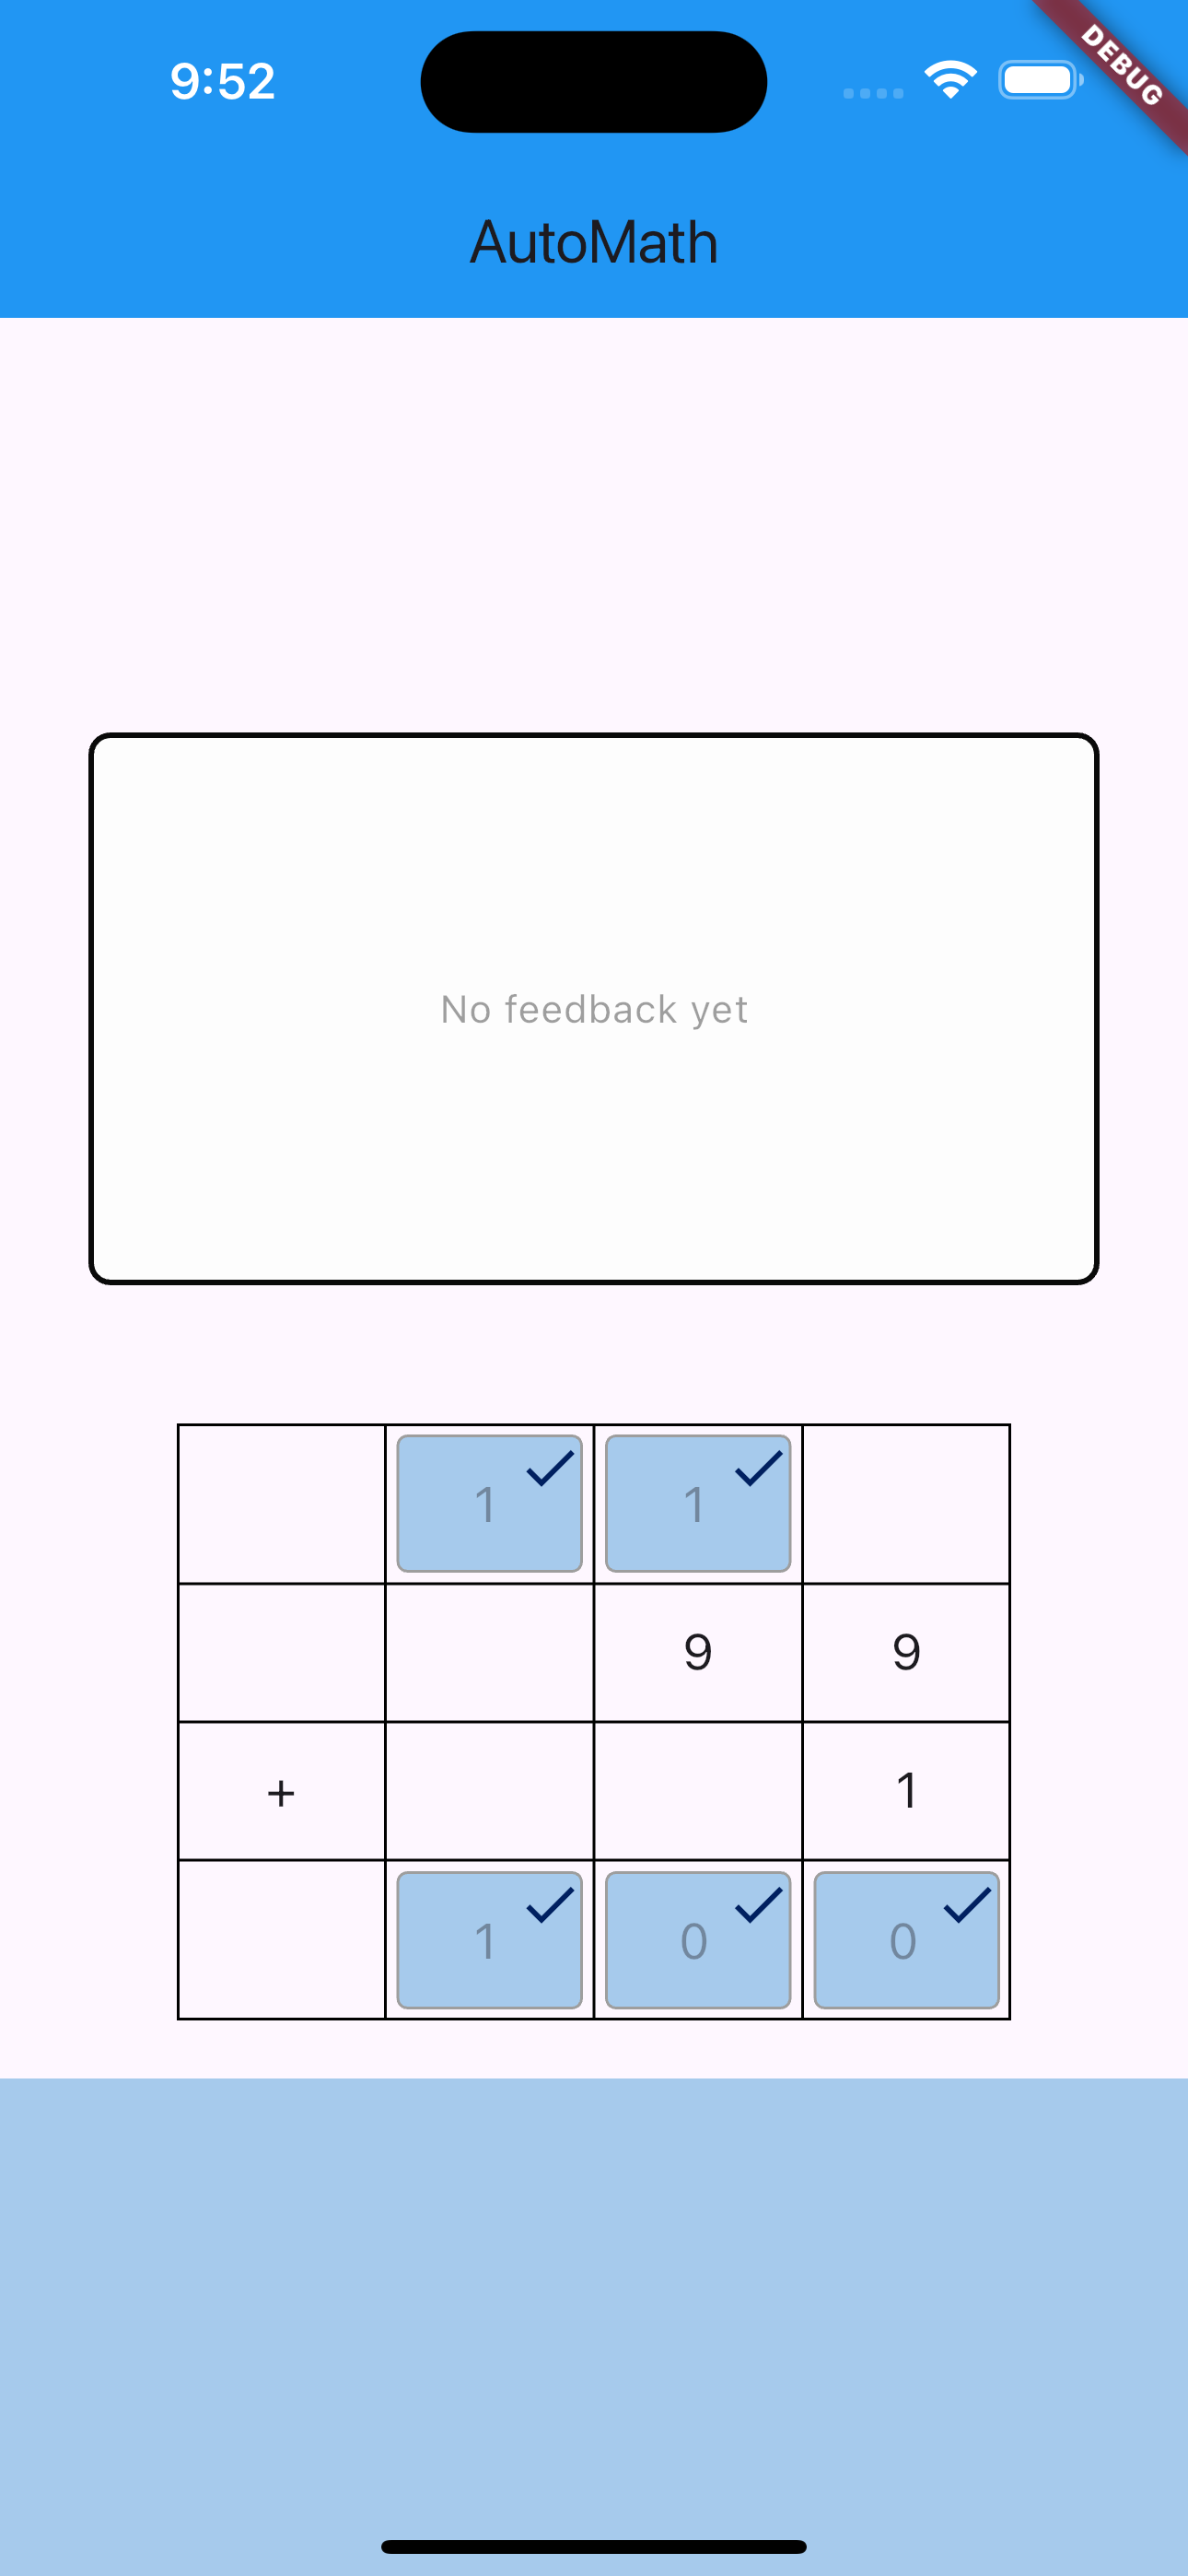 9:52
DEBUG
AutoMath
No feedback yet
1 1
9 9
+ 1
1 0 0